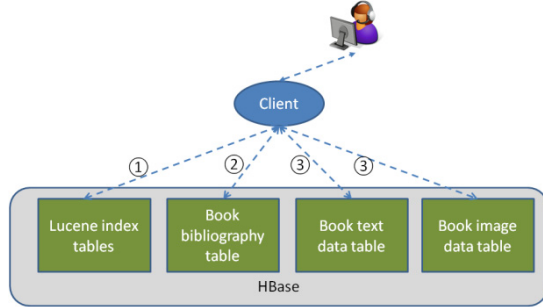 Client
① ② ③ ③
Lucene index
tables
Book
bibliography
table
Book text
data table
Book image
data table
HBase